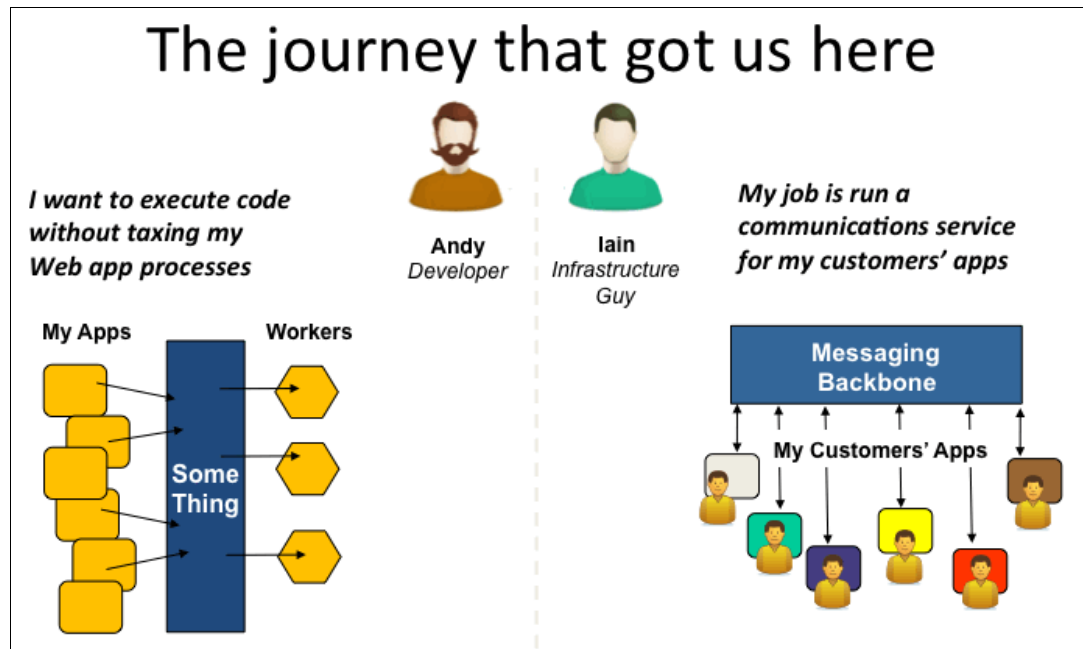 The journey that got us here
I want to execute code
without taxing my
Web app processes
Andy
Developer
Iain
Infrastructure
Guy
My job is run a
communications service
for my customers’ apps
My Apps
Workers
Some
Thing
Messaging
Backbone
My Customers’ Apps